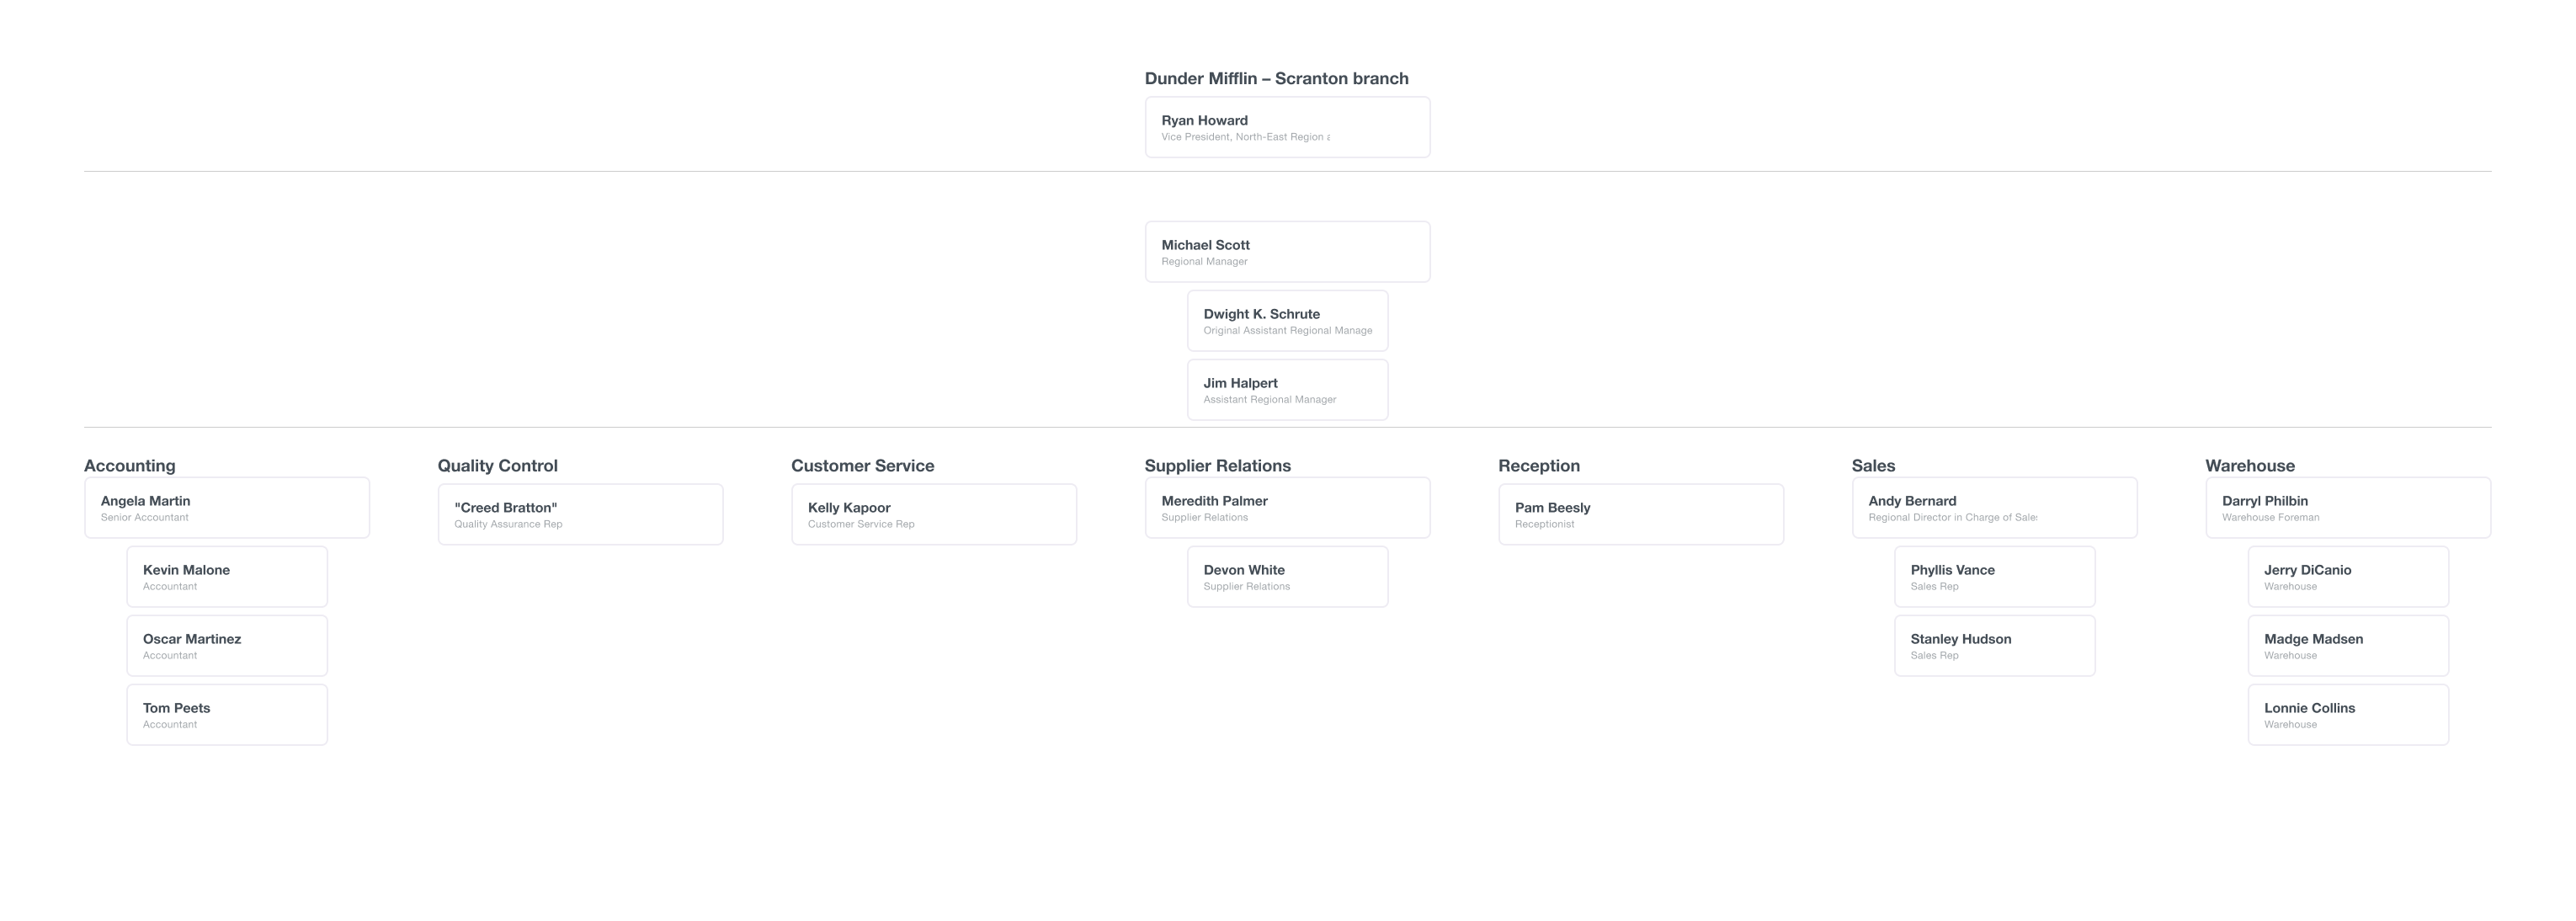 Dunder Mifflin – Scranton branch
Ryan Howard
Vice President, North-East Region
Michael Scott
Regional Manager
Dwight K. Schrute
Original Assistant Regional Manage
Jim Halpert
Assistant Regional Manager
Accounting
Angela Martin
Senior Accountant
Kevin Malone
Accountant
Oscar Martinez
Accountant
Tom Peets
Accountant
Quality Control
"Creed Bratton"
Quality Assurance Rep
Customer Service
Kelly Kapoor
Customer Service Rep
Supplier Relations
Meredith Palmer
Supplier Relations
Devon White
Supplier Relations
Reception
Pam Beesly
Receptionist
Sales
Andy Bernard
Regional Director in Charge of Sales
Phyllis Vance
Sales Rep
Stanley Hudson
Sales Rep
Warehouse
Darryl Philbin
Warehouse Foreman
Jerry DiCanio
Warehouse
Madge Madsen
Warehouse
Lonnie Collins
Warehouse